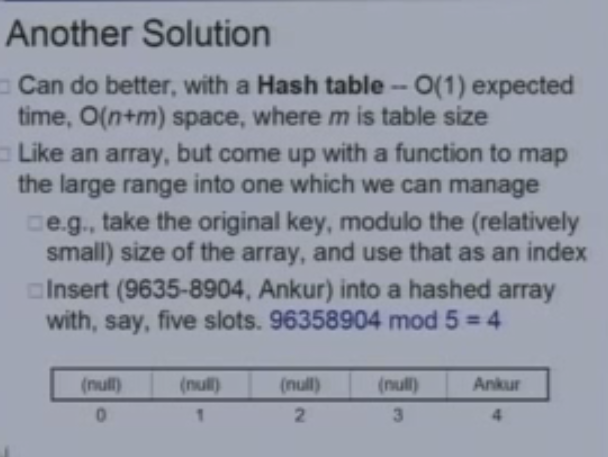 Another Solution
Can do better, with a Hash table -- O(1) expected
time, O(n+m) space, where m is table size
Like an array, but come up with a function to map
the large range into one which we can manage
e.g., take the original key, modulo the (relatively
small) size of the array, and use that as an index
Insert (9635-8904, Ankur) into a hashed array
with, say, five slots. 96358904 mod 5 = 4
(null) (null) (null) (null) Ankur
0 1 2 3 4